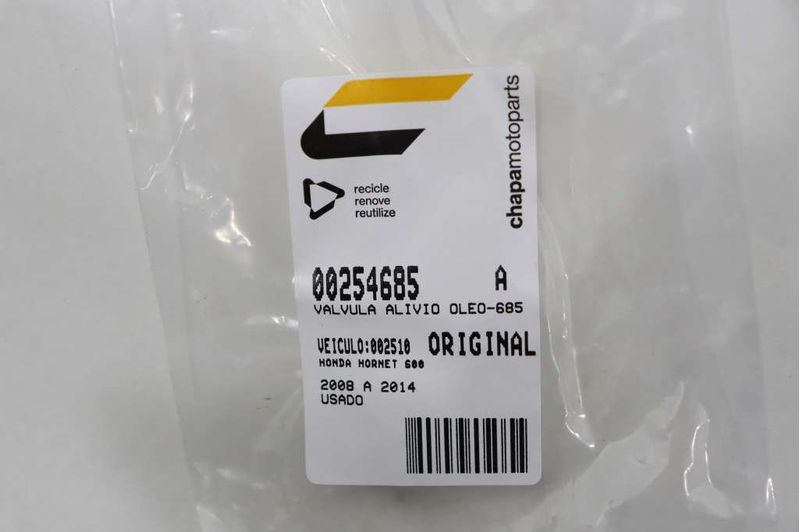 chapamotoparts
recicle
renove
reutilize
00254685 A
VALVULA ALIVIO OLEO-685
VEICULO:002510 ORIGINAL
HONDA HORNET 600
2008 A 2014
USADO